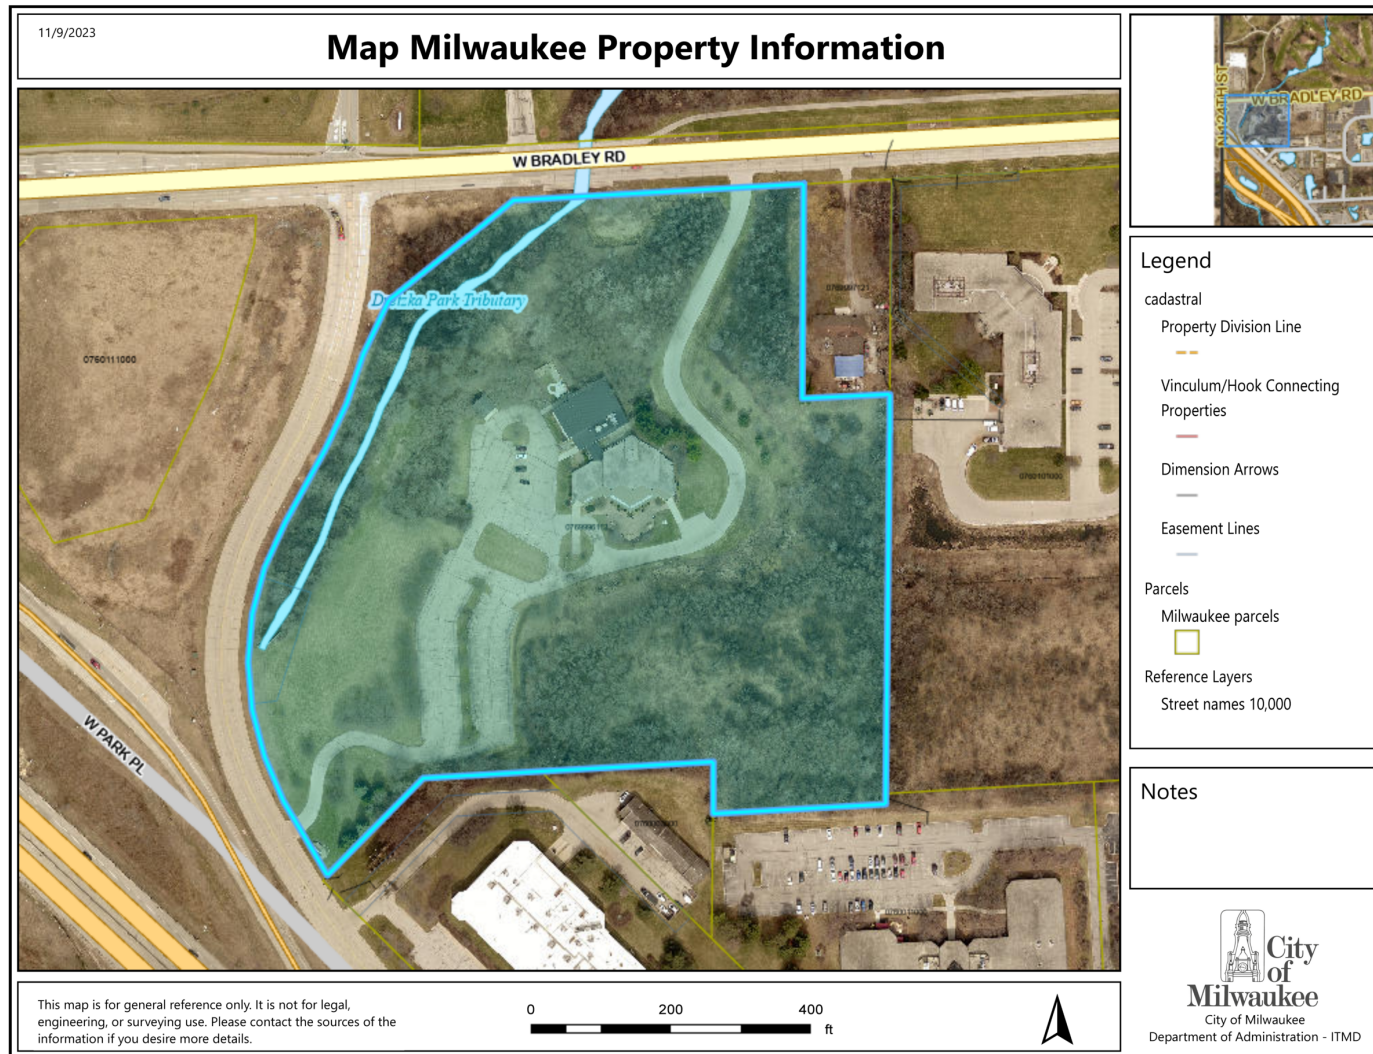 11/9/2023
Map Milwaukee Property Information
N 124TH ST
W BRADLEY RD
W BRADLEY RD
Dretzka Park Tributary
0760111000
0769997121
0760101000
W PARK PL
Legend
cadastral
Property Division Line
Vinculum/Hook Connecting
Properties
Dimension Arrows
Easement Lines
Parcels
Milwaukee parcels
Reference Layers
Street names 10,000
Notes
This map is for general reference only. It is not for legal,
engineering, or surveying use. Please contact the sources of the
information if you desire more details.
0 200 400
ft
City
of
Milwaukee
City of Milwaukee
Department of Administration - ITMD